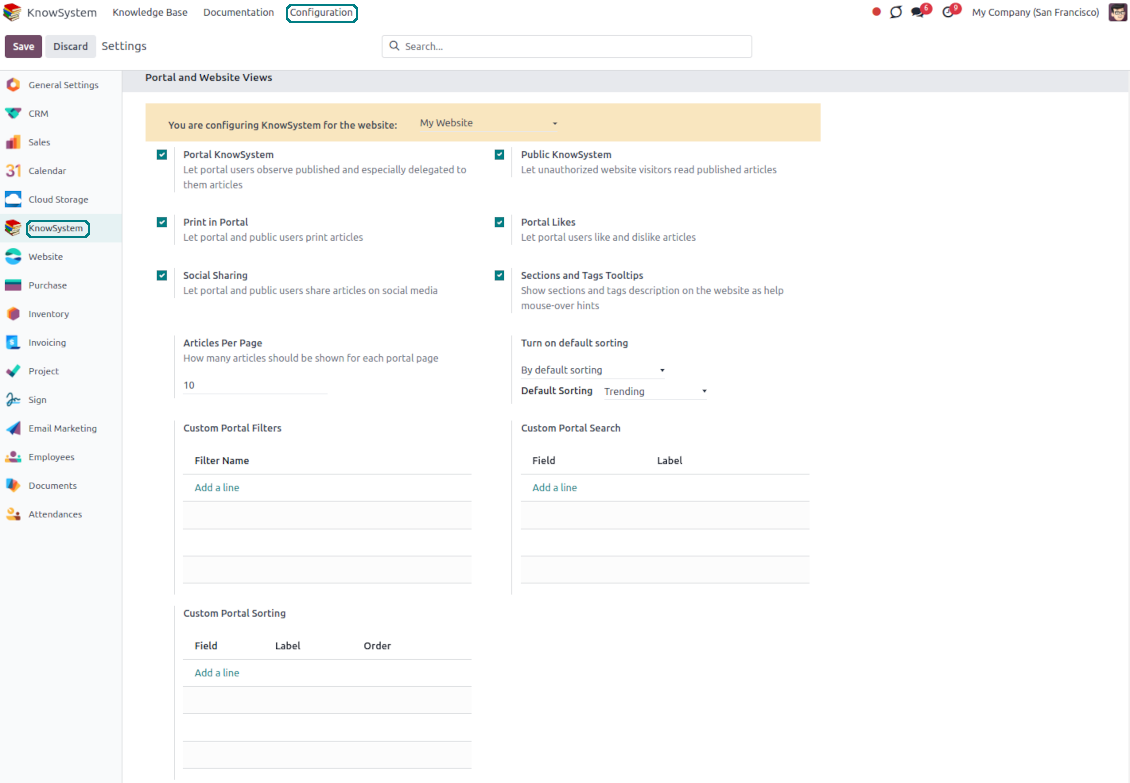 KnowSystem Knowledge Base Documentation Configuration 6 9 My Company (San Francisco)
Save Discard Settings Search...
General Settings
CRM
Sales
31 Calendar
Cloud Storage
KnowSystem
Website
Purchase
Inventory
Invoicing
Project
Sign
Email Marketing
Employees
Documents
Attendances
Portal and Website Views
You are configuring KnowSystem for the website: My Website
Portal KnowSystem
Let portal users observe published and especially delegated to
them articles
Public KnowSystem
Let unauthorized website visitors read published articles
Print in Portal
Let portal and public users print articles
Portal Likes
Let portal users like and dislike articles
Social Sharing
Let portal and public users share articles on social media
Sections and Tags Tooltips
Show sections and tags description on the website as help
mouse-over hints
Articles Per Page
How many articles should be shown for each portal page
10
Turn on default sorting
By default sorting
Default Sorting Trending
Custom Portal Filters
Filter Name
Add a line
Custom Portal Search
Field Label
Add a line
Custom Portal Sorting
Field Label Order
Add a line